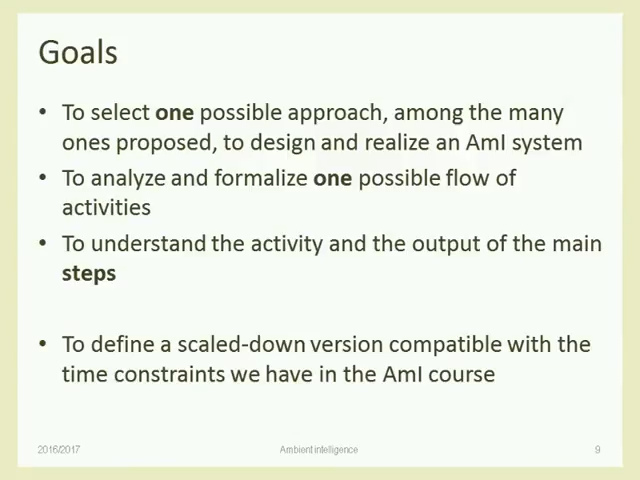 Goals
• To select one possible approach, among the many
ones proposed, to design and realize an AmI system
• To analyze and formalize one possible flow of
activities
• To understand the activity and the output of the main
steps
• To define a scaled-down version compatible with the
time constraints we have in the AmI course
2016/2017
Ambient intelligence
9